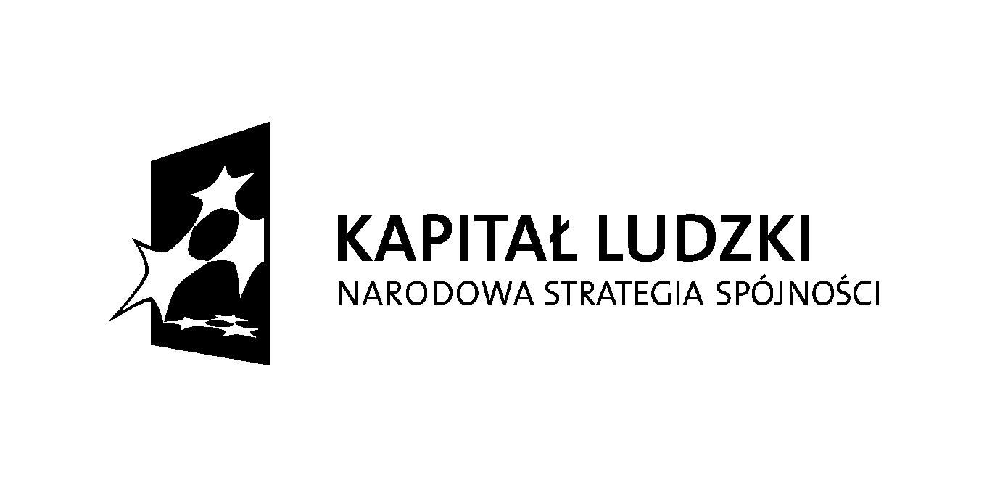 KAPITAŁ LUDZKI
NARODOWA STRATEGIA SPÓJNOŚCI